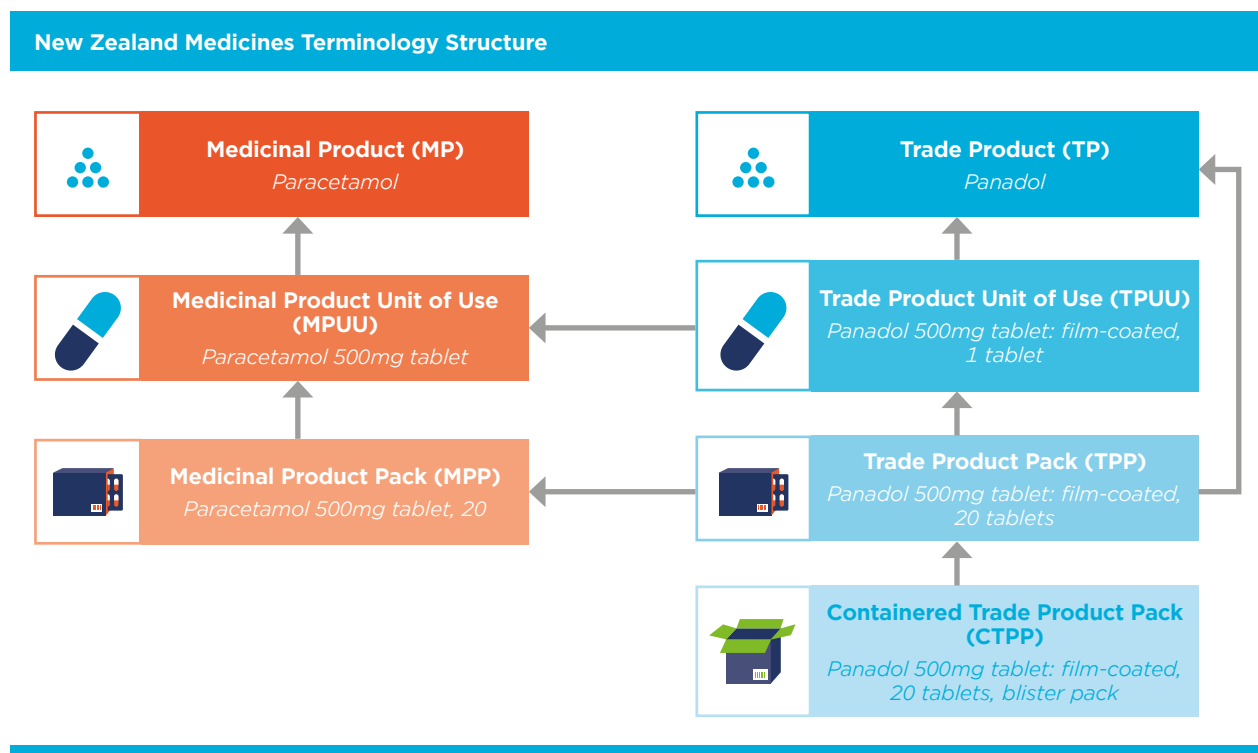 New Zealand Medicines Terminology Structure
Medicinal Product (MP)
Paracetamol
Medicinal Product Unit of Use
(MPUU)
Paracetamol 500mg tablet
Medicinal Product Pack (MPP)
Paracetamol 500mg tablet, 20
Trade Product (TP)
Panadol
Trade Product Unit of Use (TPUU)
Panadol 500mg tablet: film-coated,
1 tablet
Trade Product Pack (TPP)
Panadol 500mg tablet: film-coated,
20 tablets
Containered Trade Product Pack
(CTPP)
Panadol 500mg tablet: film-coated,
20 tablets, blister pack